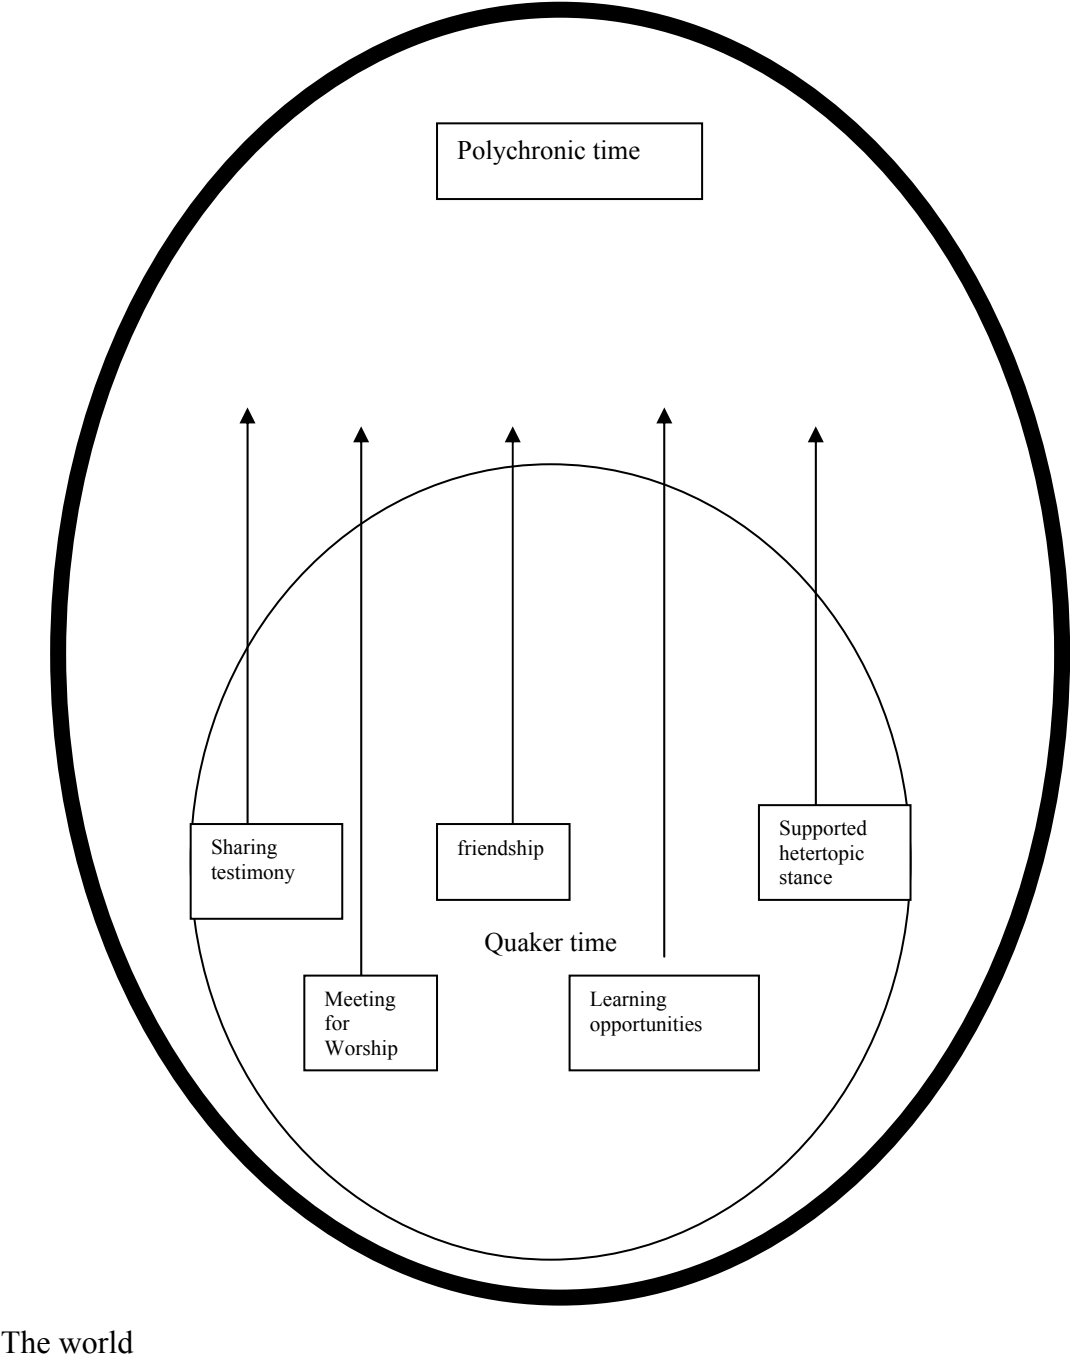 Polychronic time
Sharing
testimony
friendship
Supported
hetertopic
stance
Quaker time
Meeting
for
Worship
Learning
opportunities
The world